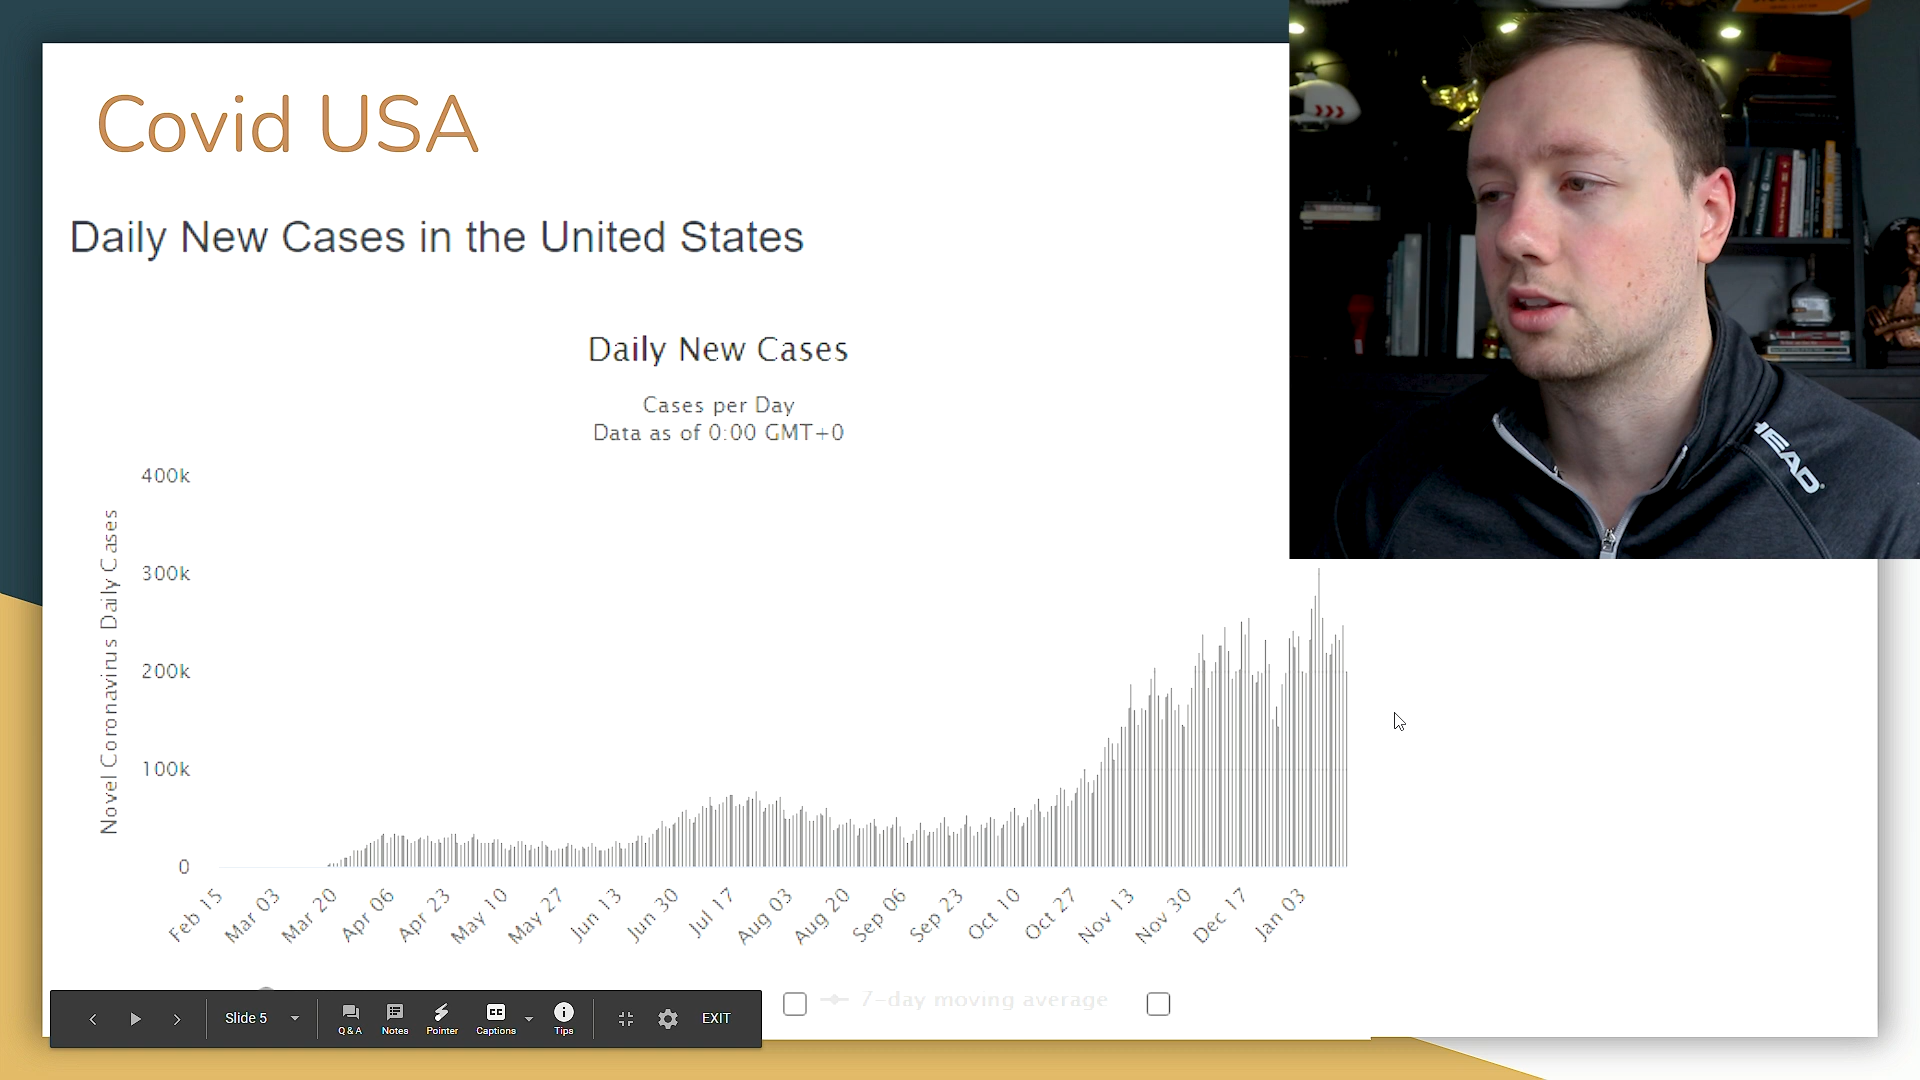 Covid USA
Daily New Cases in the United States
Daily New Cases
Cases per Day
Data as of 0:00 GMT+0
Novel Coronavirus Daily Cases
400k
300k
200k
100k
0
Feb 15
Mar 03
Mar 20
Apr 06
Apr 23
May 10
May 27
Jun 13
Jun 30
Jul 17
Aug 03
Aug 20
Sep 06
Sep 23
Oct 10
Oct 27
Nov 13
Nov 30
Dec 17
Jan 03
7-day moving average
HEAD
Slide 5
Q & A
Notes
Pointer
CC
Captions
Tips
EXIT